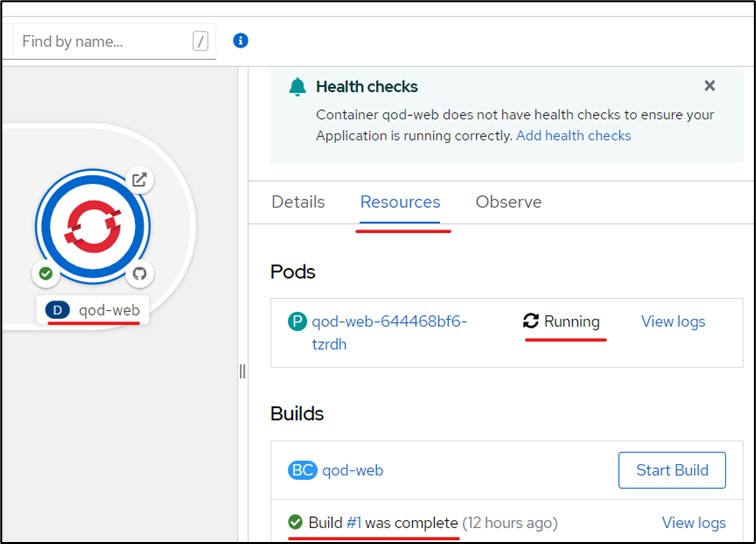 Find by name...
/
i
Health checks
Container qod-web does not have health checks to ensure your
Application is running correctly. Add health checks
Details Resources Observe
D qod-web
Pods
P qod-web-644468bf6-
tzrdh
Running View logs
Builds
BC qod-web Start Build
Build #1 was complete (12 hours ago) View logs